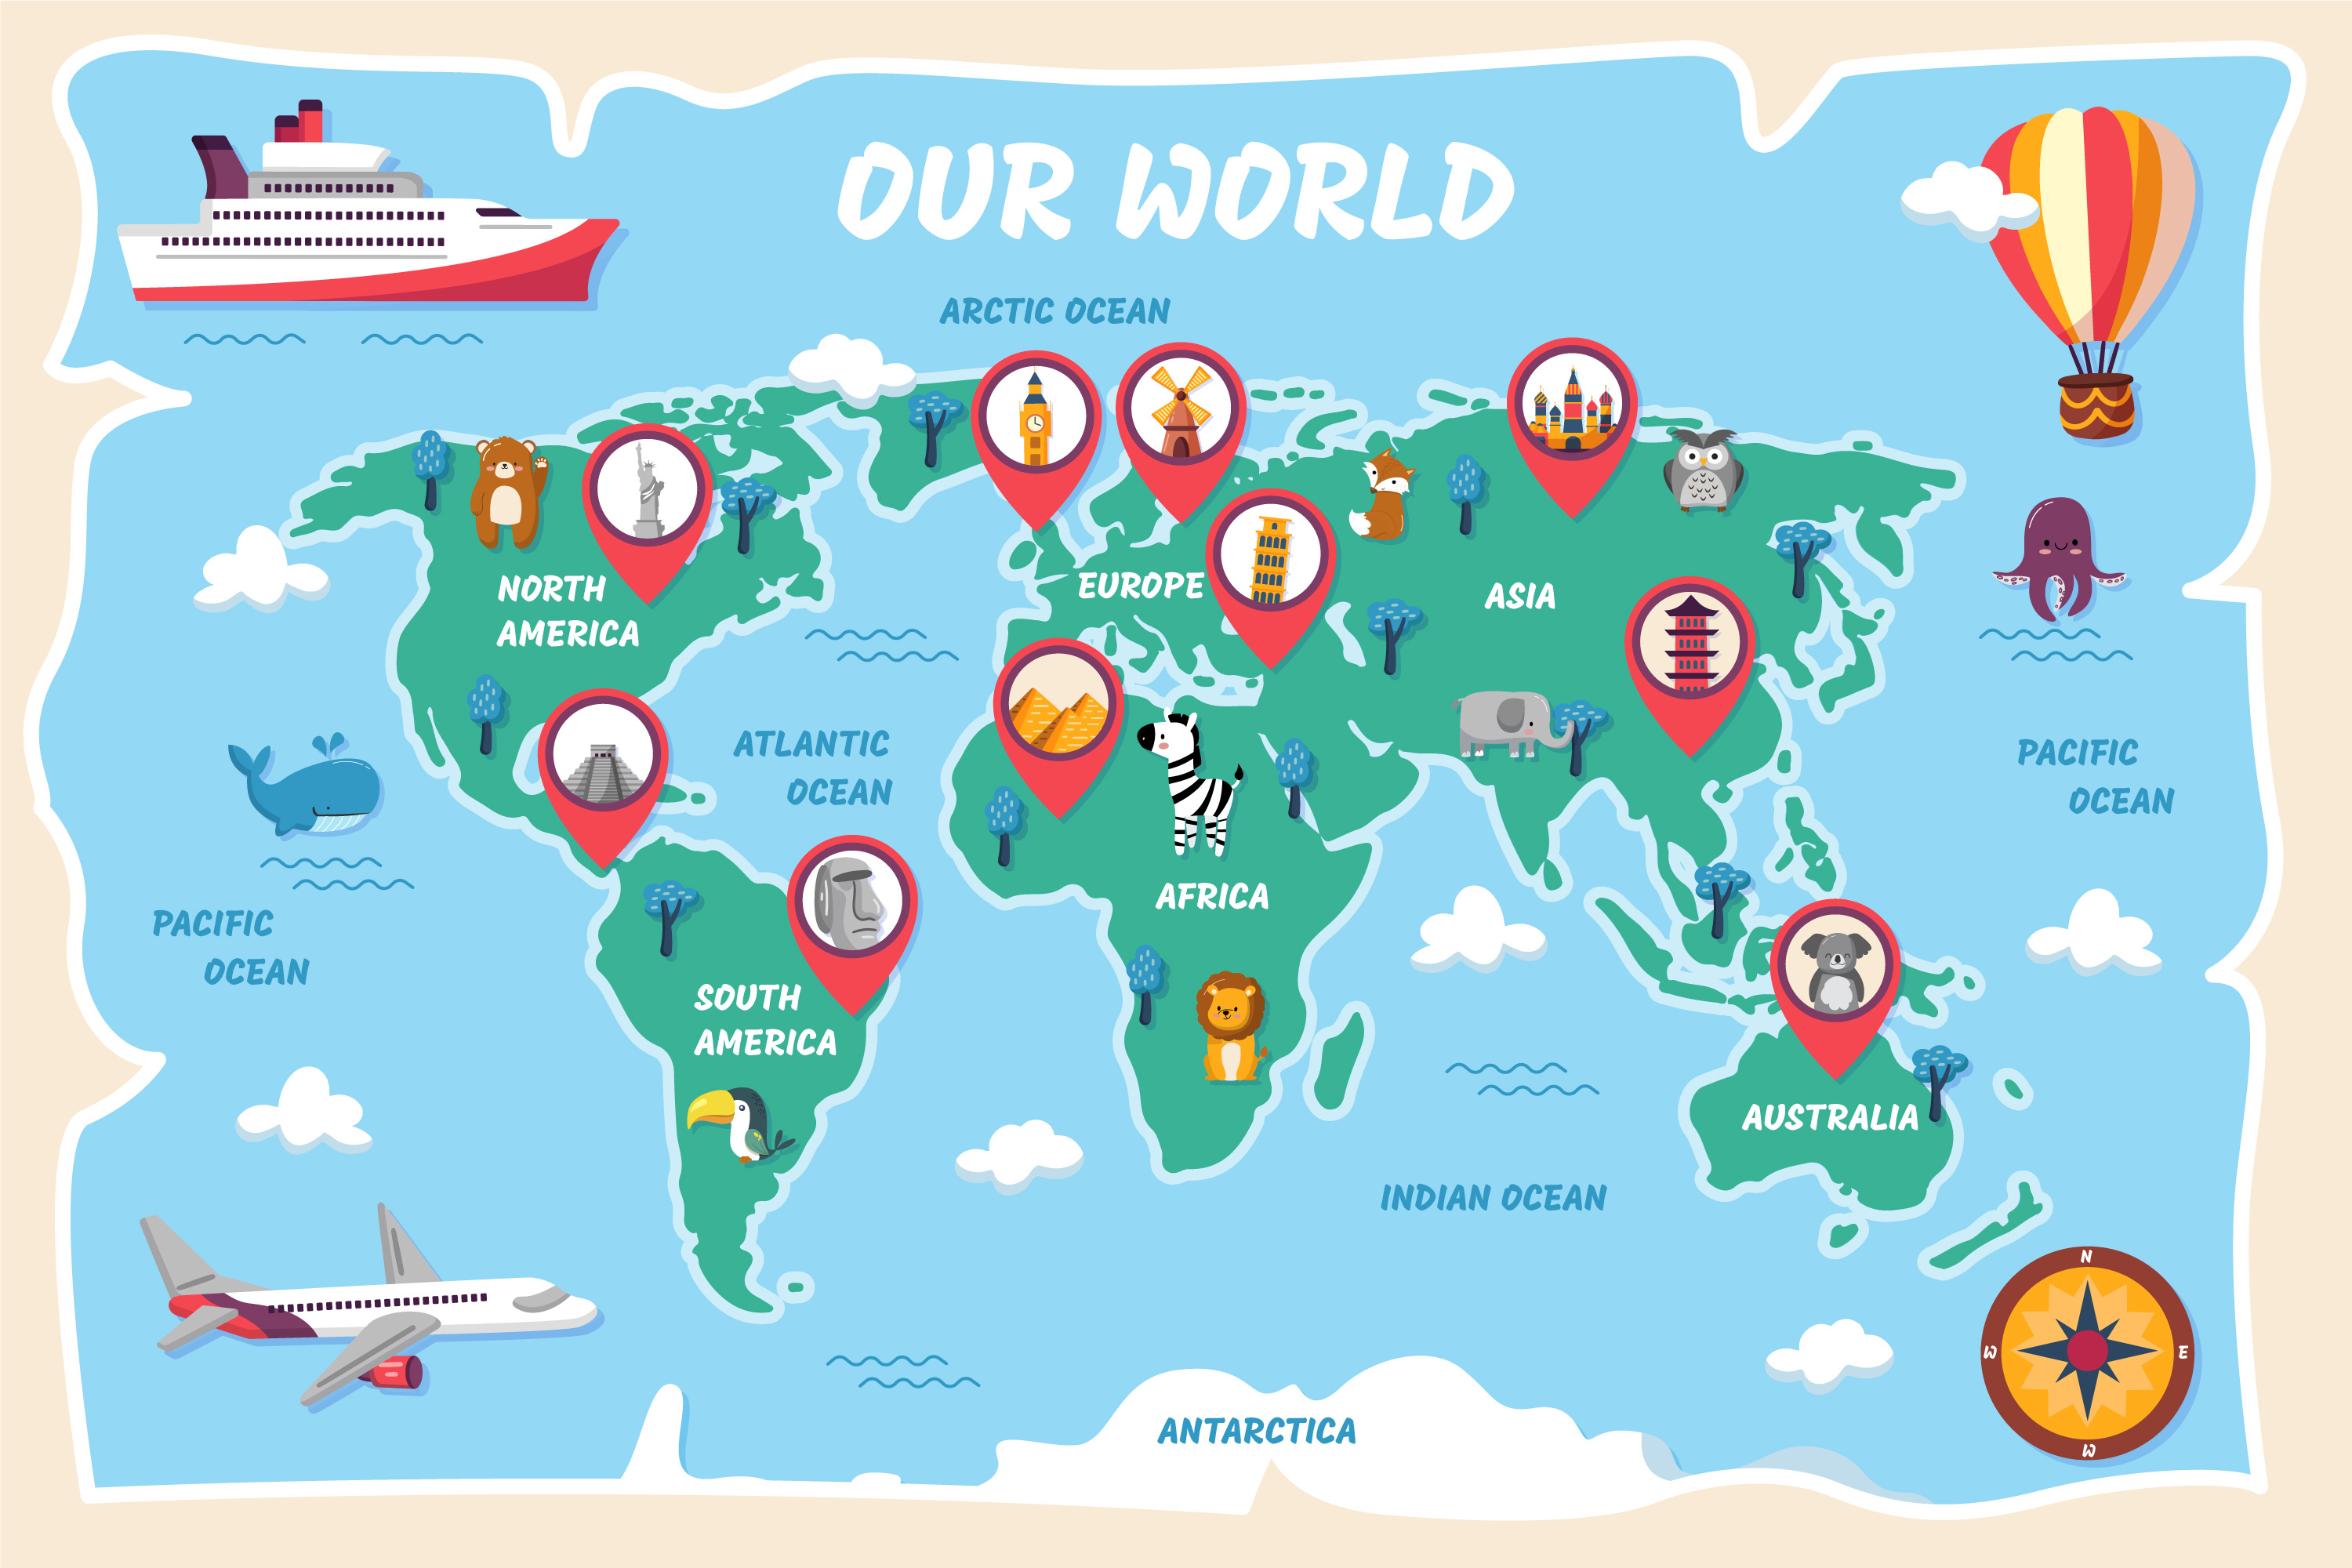 OUR WORLD
ARCTIC OCEAN
NORTH
AMERICA
EUROPE
ASIA
ATLANTIC
OCEAN
PACIFIC
OCEAN
AFRICA
PACIFIC
OCEAN
SOUTH
AMERICA
AUSTRALIA
INDIAN OCEAN
N
W
E
W
ANTARCTICA